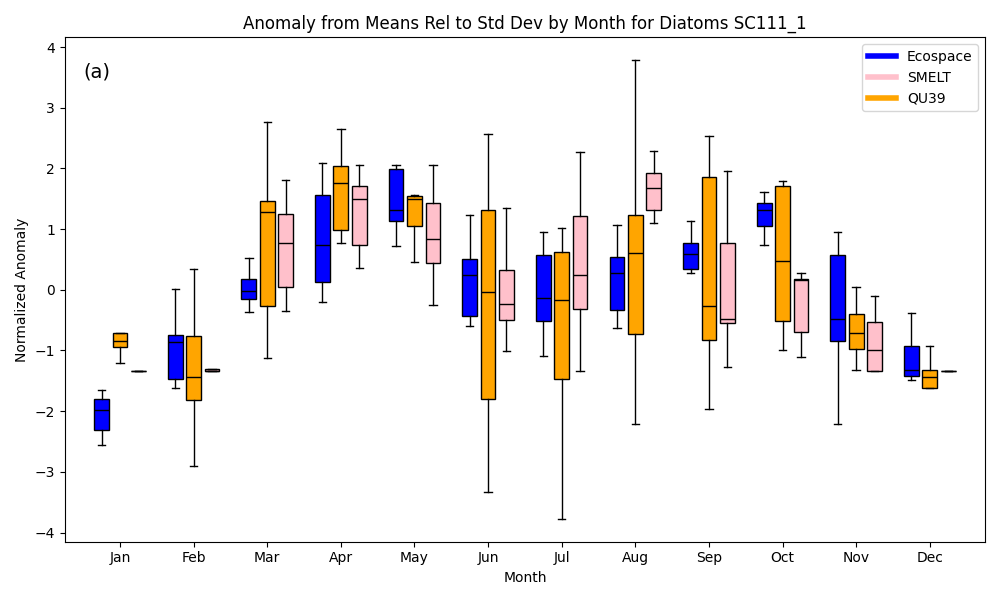 Anomaly from Means Rel to Std Dev by Month for Diatoms SC111_1
(a)
Ecospace
SMELT
QU39
Normalized Anomaly
4
3
2
1
0
−1
−2
−3
−4
Jan Feb Mar Apr May Jun Jul Aug Sep Oct Nov Dec
Month